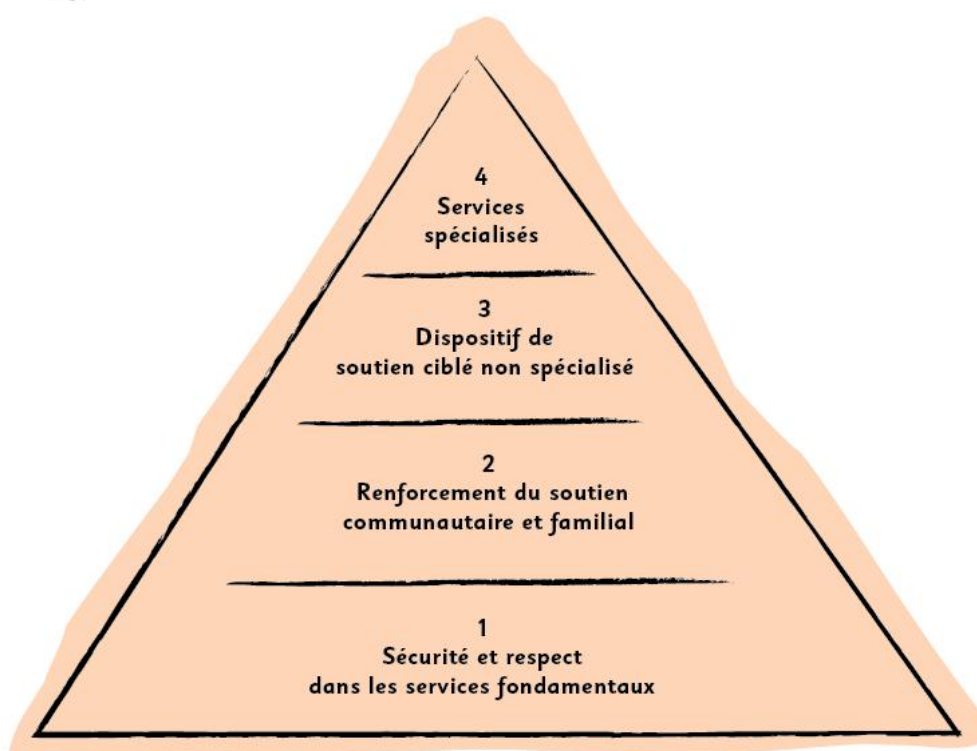 4
Services
spécialisés
3
Dispositif de
soutien ciblé non spécialisé
2
Renforcement du soutien
communautaire et familial
1
Sécurité et respect
dans les services fondamentaux